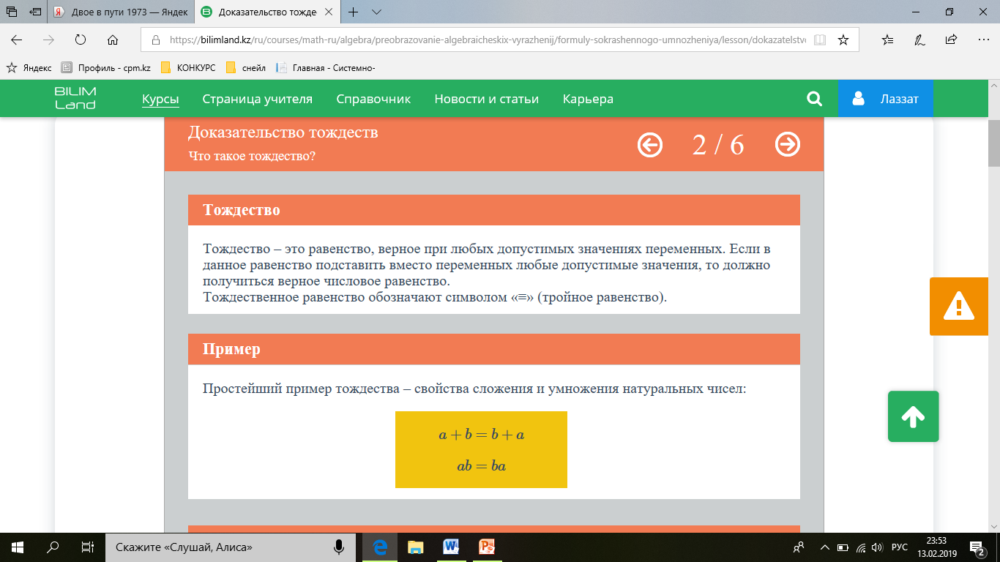 Двое в пути 1973 — Яндек
Доказательство тожде
https://bilimland.kz/ru/courses/math-ru/algebra/preobrazovanie-algebraicheskix-vyrazhenij/formuly-sokrashennogo-umnozheniya/lesson/dokazatelstvo
Яндекс Профиль - cpm.kz КОНКУРС снейл Главная - Системно-
BILIM
Land
Курсы Страница учителя Справочник Новости и статьи Карьера Лаззат
Доказательство тождеств
Что такое тождество?
2 / 6
Тождество
Тождество – это равенство, верное при любых допустимых значениях переменных. Если в
данное равенство подставить вместо переменных любые допустимые значения, то должно
получиться верное числовое равенство.
Тождественное равенство обозначают символом «≡» (тройное равенство).
Пример
Простейший пример тождества – свойства сложения и умножения натуральных чисел:
a + b = b + a
ab = ba
Скажите «Слушай, Алиса»
РУС
23:53
13.02.2019
2